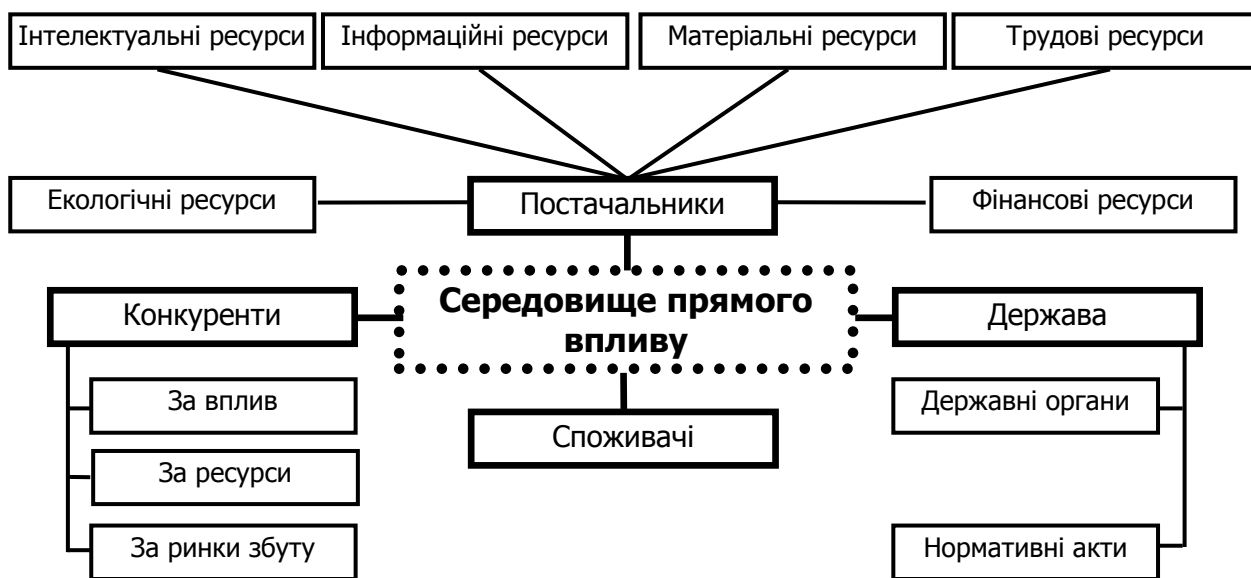 Інтелектуальні ресурси
Інформаційні ресурси
Матеріальні ресурси
Трудові ресурси
Екологічні ресурси
Постачальники
Фінансові ресурси
Конкуренти
Середовище прямого
впливу
Держава
За вплив
Державні органи
Споживачі
За ресурси
За ринки збуту
Нормативні акти